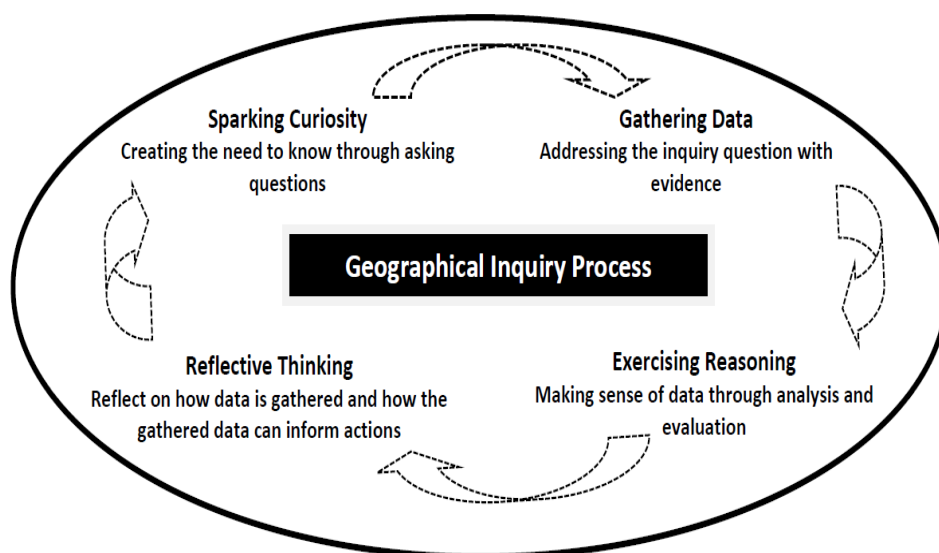 Sparking Curiosity
Creating the need to know through asking
questions
Gathering Data
Addressing the inquiry question with
evidence
Geographical Inquiry Process
Reflective Thinking
Reflect on how data is gathered and how the
gathered data can inform actions
Exercising Reasoning
Making sense of data through analysis and
evaluation